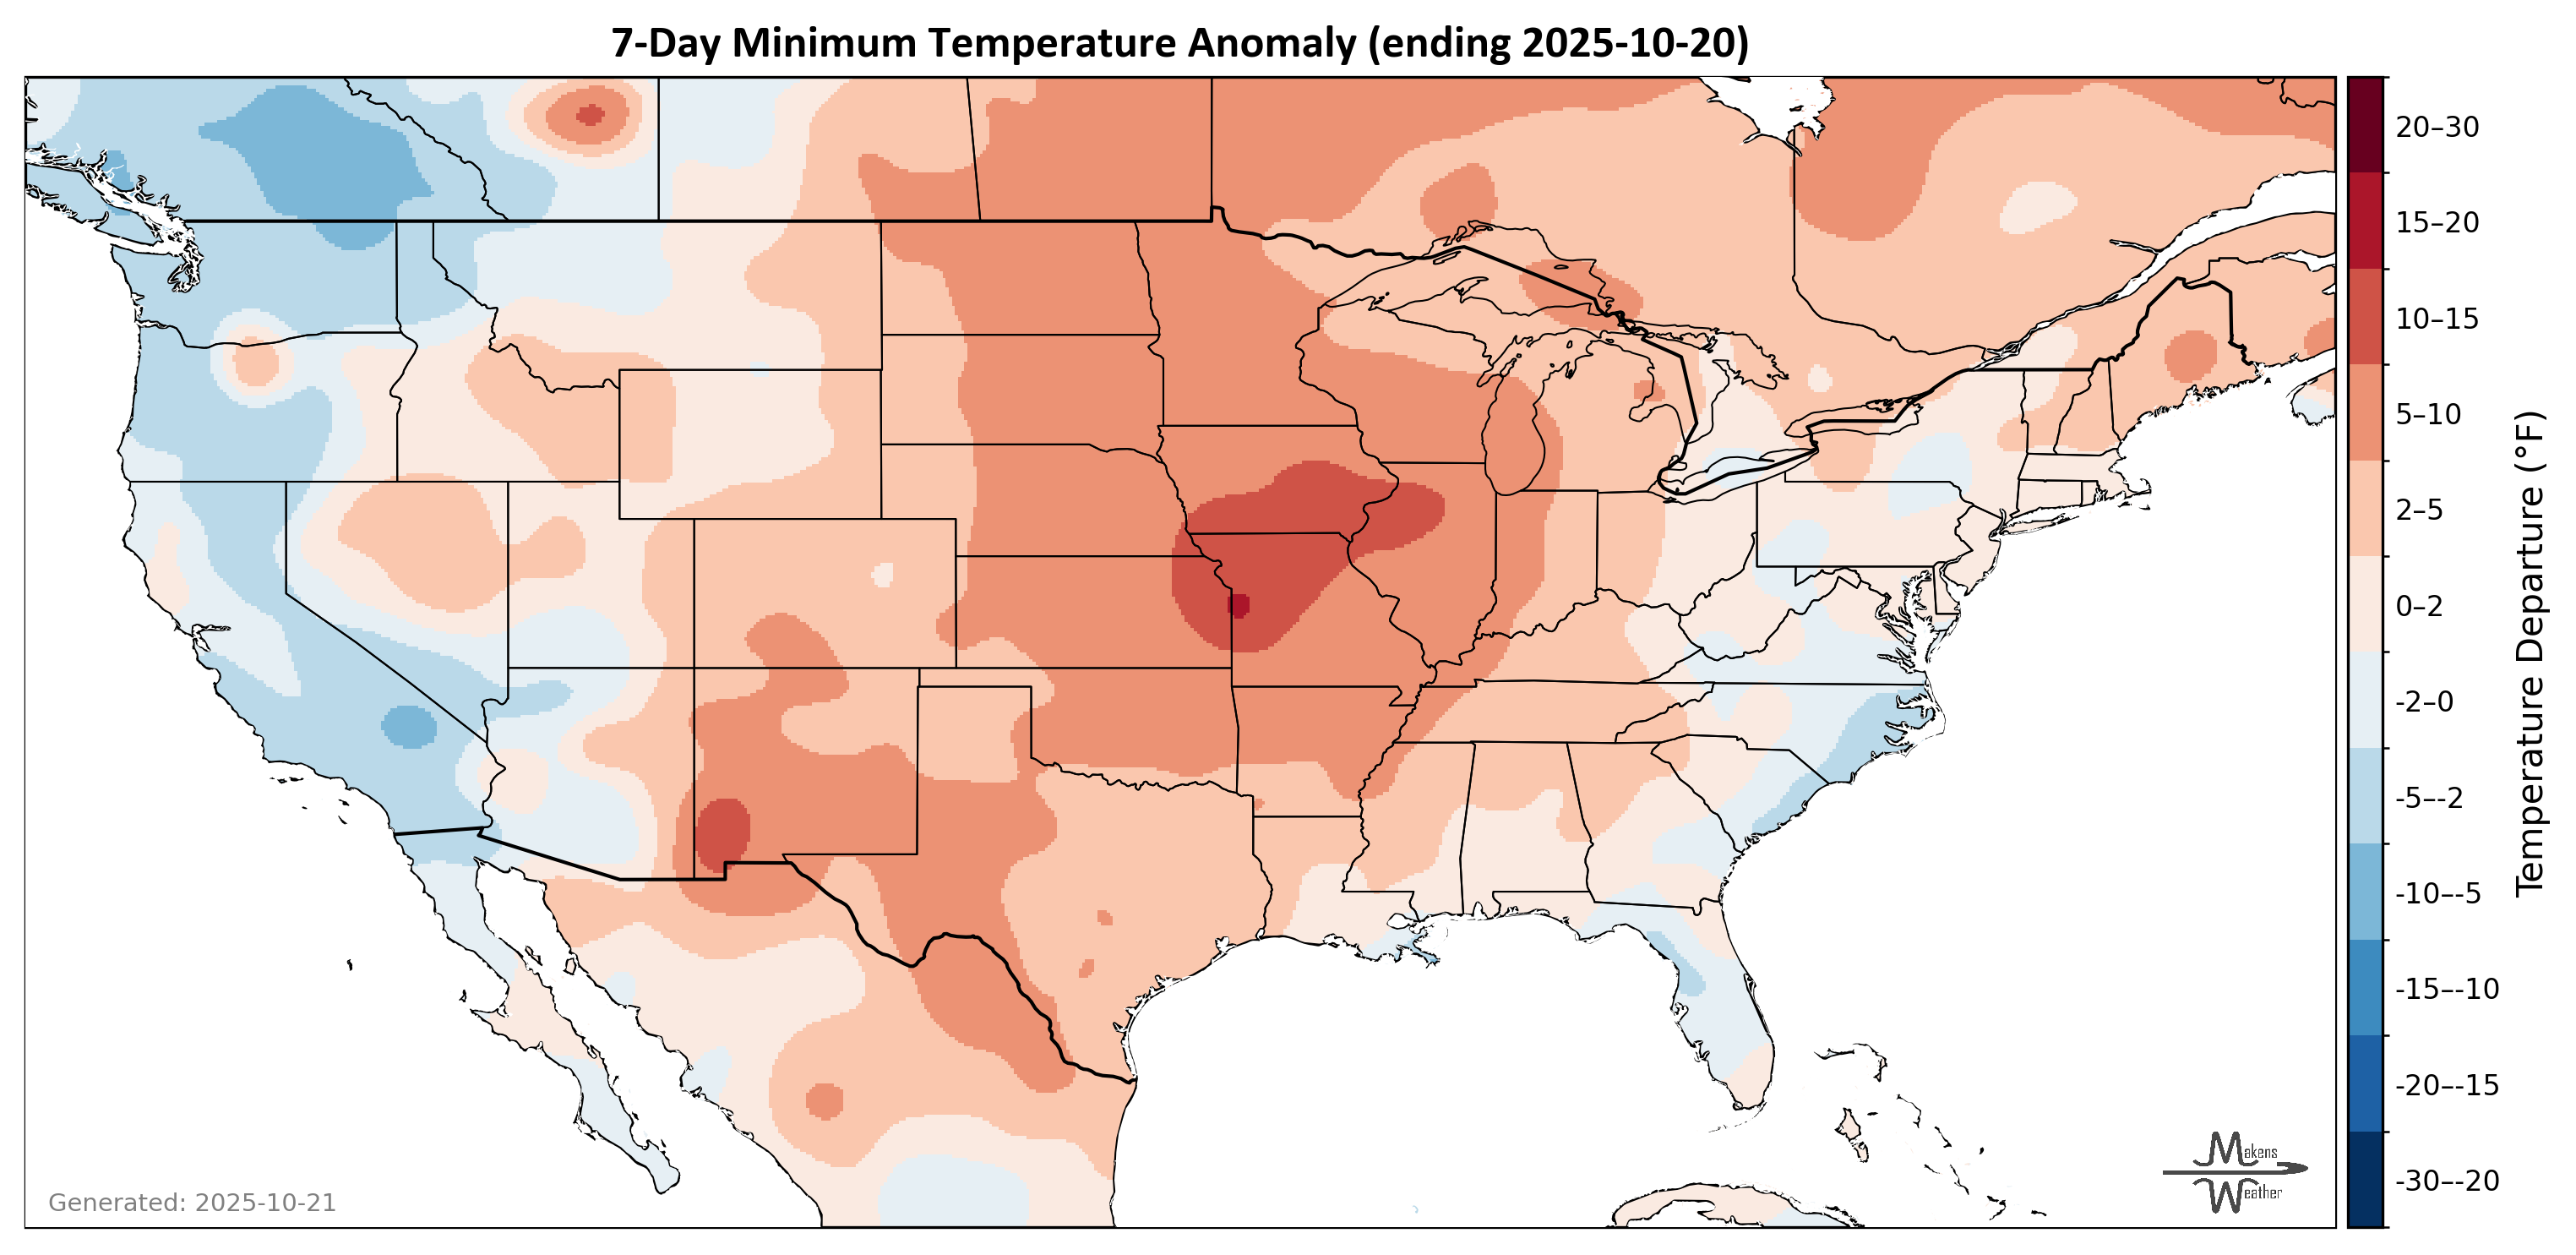 7-Day Minimum Temperature Anomaly (ending 2025-10-20)
20–30
15–20
10–15
5–10
2–5
0–2
-2–0
-5–-2
-10–-5
-15–-10
-20–-15
-30–-20
Temperature Departure (°F)
Makens
Weather
Generated: 2025-10-21